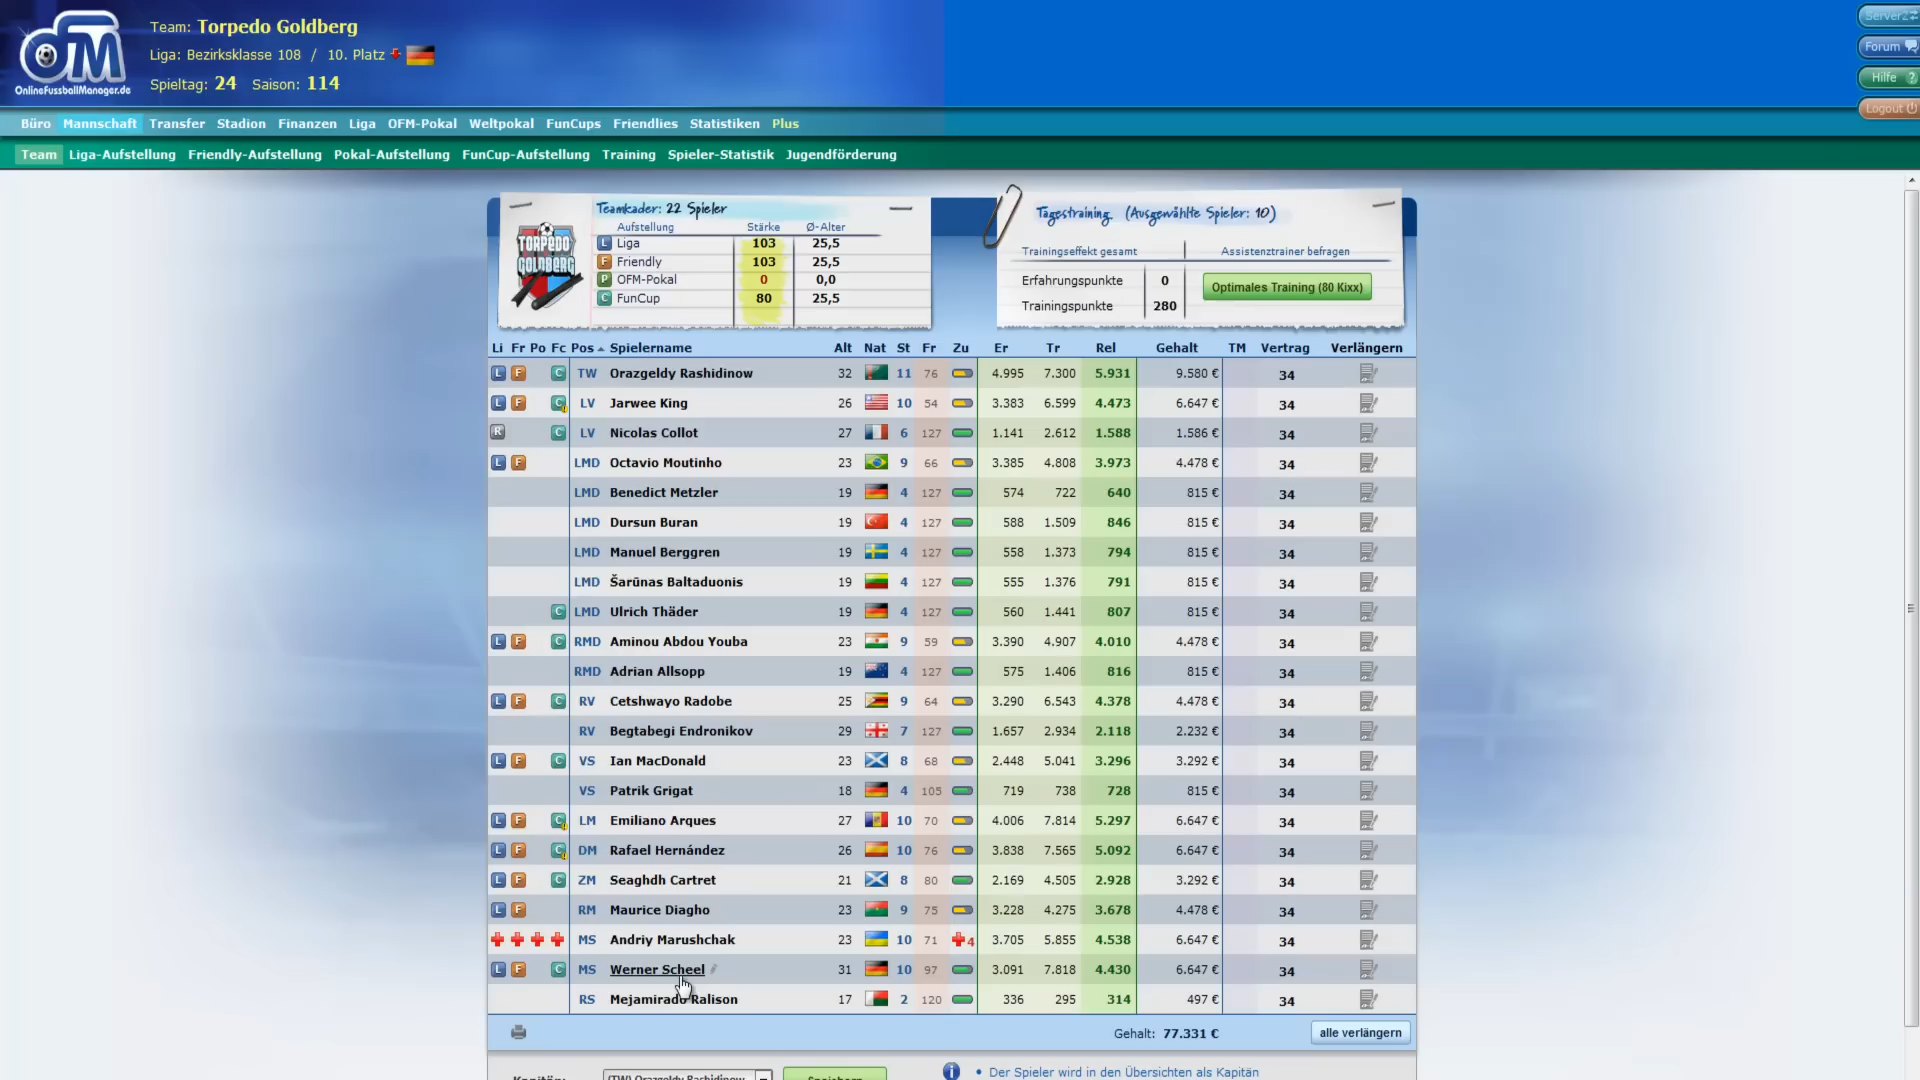 OFM
OnlineFussballManager.de
Team: Torpedo Goldberg
Liga: Bezirksklasse 108 / 10. Platz
Spieltag: 24 Saison: 114
Server2
Forum
Hilfe ?
Logout
Büro Mannschaft Transfer Stadion Finanzen Liga OFM-Pokal Weltpokal FunCups Friendlies Statistiken Plus
Team Liga-Aufstellung Friendly-Aufstellung Pokal-Aufstellung FunCup-Aufstellung Training Spieler-Statistik Jugendförderung
TORPEDO GOLDBERG
Teamkader: 22 Spieler
Aufstellung Stärke Ø-Alter
L Liga 103 25,5
F Friendly 103 25,5
P OFM-Pokal 0 0,0
C FunCup 80 25,5
Tagestraining (Ausgewählte Spieler: 10)
Trainingseffekt gesamt Assistenztrainer befragen
Erfahrungspunkte 0
Optimales Training (80 Kixx)
Trainingspunkte 280
Li Fr Po Fc Pos Spielername Alt Nat St Fr Zu Er Tr Rel Gehalt TM Vertrag Verlängern
L F C TW Orazgeldy Rashidinow 32 11 76 4.995 7.300 5.931 9.580 € 34
L F C LV Jarwee King 26 10 54 3.383 6.599 4.473 6.647 € 34
R C LV Nicolas Collot 27 6 127 1.141 2.612 1.588 1.586 € 34
L F LMD Octavio Moutinho 23 9 66 3.385 4.808 3.973 4.478 € 34
LMD Benedict Metzler 19 4 127 574 722 640 815 € 34
LMD Dursun Buran 19 4 127 588 1.509 846 815 € 34
LMD Manuel Berggren 19 4 127 558 1.373 794 815 € 34
LMD Šarūnas Baltaduonis 19 4 127 555 1.376 791 815 € 34
C LMD Ulrich Thäder 19 4 127 560 1.441 807 815 € 34
L F C RMD Aminou Abdou Youba 23 9 59 3.390 4.907 4.010 4.478 € 34
RMD Adrian Allsopp 19 4 127 575 1.406 816 815 € 34
L F C RV Cetshwayo Radobe 25 9 64 3.290 6.543 4.378 4.478 € 34
RV Begtabegi Endronikov 29 7 127 1.657 2.934 2.118 2.232 € 34
L F C VS Ian MacDonald 23 8 68 2.448 5.041 3.296 3.292 € 34
VS Patrik Grigat 18 4 105 719 738 728 815 € 34
L F C LM Emiliano Arques 27 10 70 4.006 7.814 5.297 6.647 € 34
L F C DM Rafael Hernández 26 10 76 3.838 7.565 5.092 6.647 € 34
L F C ZM Seaghdh Cartret 21 8 80 2.169 4.505 2.928 3.292 € 34
L F RM Maurice Diagho 23 9 75 3.228 4.275 3.678 4.478 € 34
MS Andriy Marushchak 23 10 71 4 3.705 5.855 4.538 6.647 € 34
L F C MS Werner Scheel 31 10 97 3.091 7.818 4.430 6.647 € 34
RS Mejamirado Ralison 17 2 120 336 295 314 497 € 34
Gehalt: 77.331 € alle verlängern
Kapitän: (TW) Orazgeldy Rashidinow Speichern
i • Der Spieler wird in den Übersichten als Kapitän